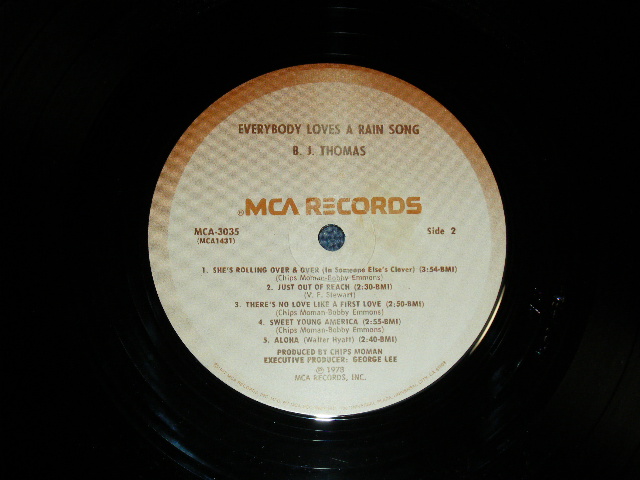 EVERYBODY LOVES A RAIN SONG
B. J. THOMAS
®MCA RECORDS
MCA-3035
(MCA1431)
Side 2
1. SHE'S ROLLING OVER & OVER (In Someone Else's Clover) (3:54-BMI)
(Chips Moman-Bobby Emmons)
2. JUST OUT OF REACH (2:30-BMI)
(V. F. Stewart)
3. THERE'S NO LOVE LIKE A FIRST LOVE (2:50-BMI)
(Chips Moman-Bobby Emmons)
4. SWEET YOUNG AMERICA (2:55-BMI)
(Chips Moman-Bobby Emmons)
5. ALOHA (Walter Hyatt) (2:40-BMI)
PRODUCED BY CHIPS MOMAN
EXECUTIVE PRODUCER: GEORGE LEE
℗ 1978
MCA RECORDS, INC.